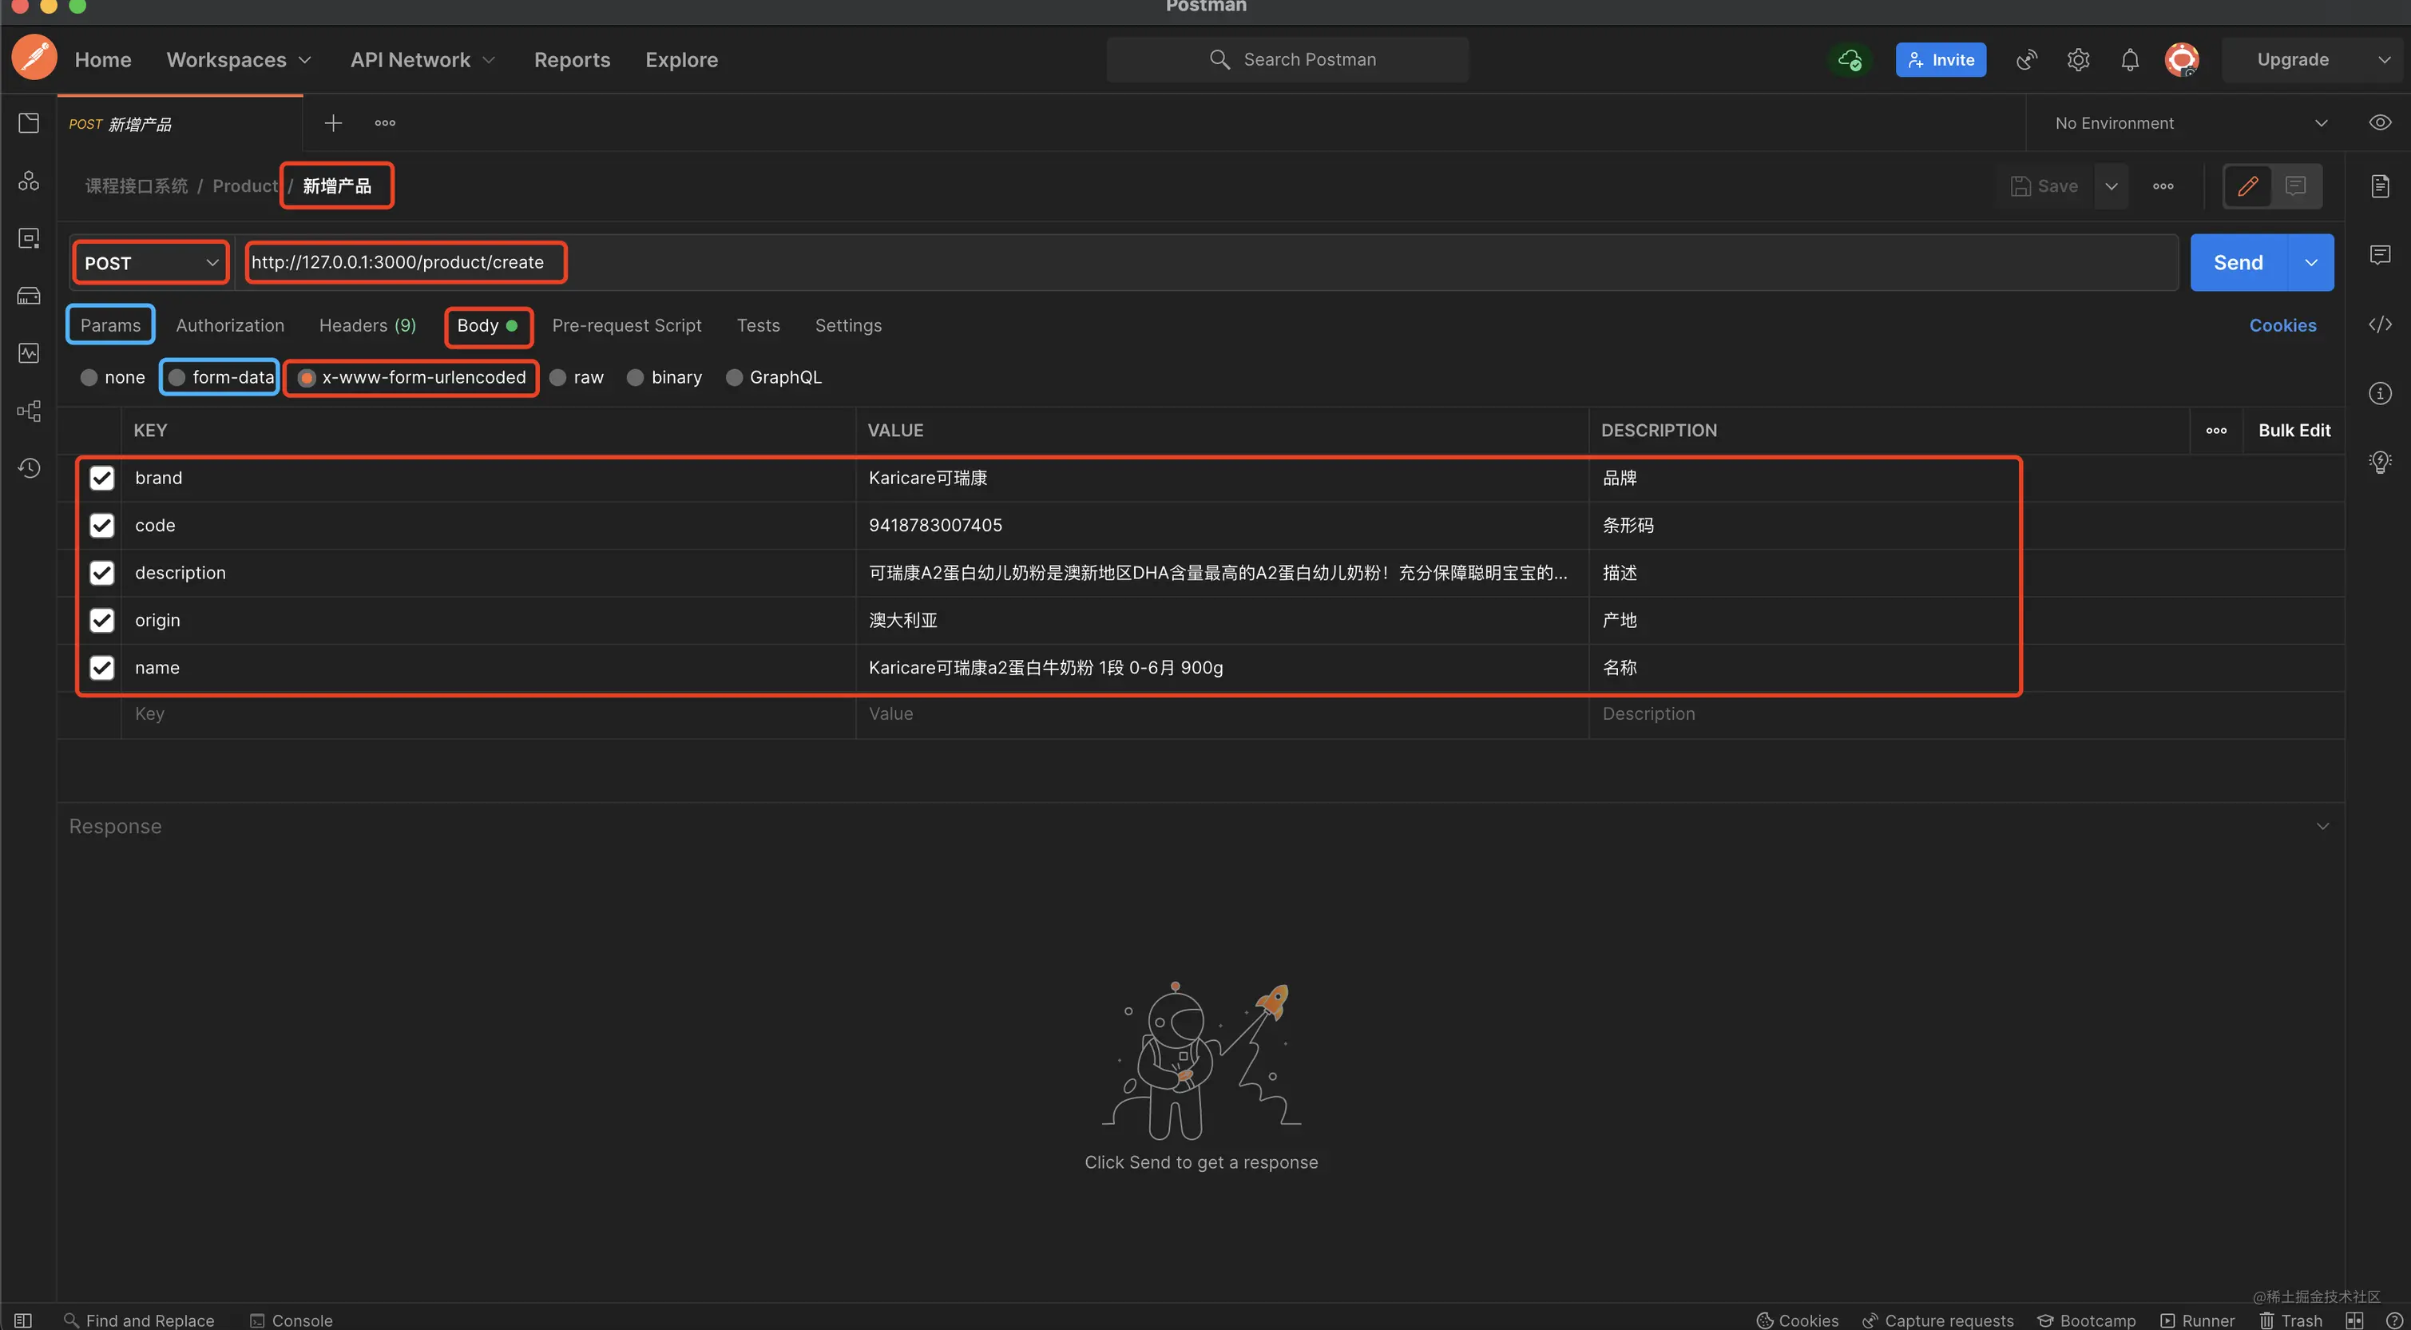 Postman
Home Workspaces API Network Reports Explore Search Postman Invite Upgrade
POST 新增产品 No Environment
课程接口系统 / Product / 新增产品 Save
POST http://127.0.0.1:3000/product/create Send
Params Authorization Headers (9) Body Pre-request Script Tests Settings Cookies
none form-data x-www-form-urlencoded raw binary GraphQL
KEY VALUE DESCRIPTION Bulk Edit
brand Karicare可瑞康 品牌
code 9418783007405 条形码
description 可瑞康A2蛋白幼儿奶粉是澳新地区DHA含量最高的A2蛋白幼儿奶粉！充分保障聪明宝宝的... 描述
origin 澳大利亚 产地
name Karicare可瑞康a2蛋白牛奶粉 1段 0-6月 900g 名称
Key Value Description
Response
Click Send to get a response
@稀土掘金技术社区
Find and Replace Console Cookies Capture requests Bootcamp Runner Trash